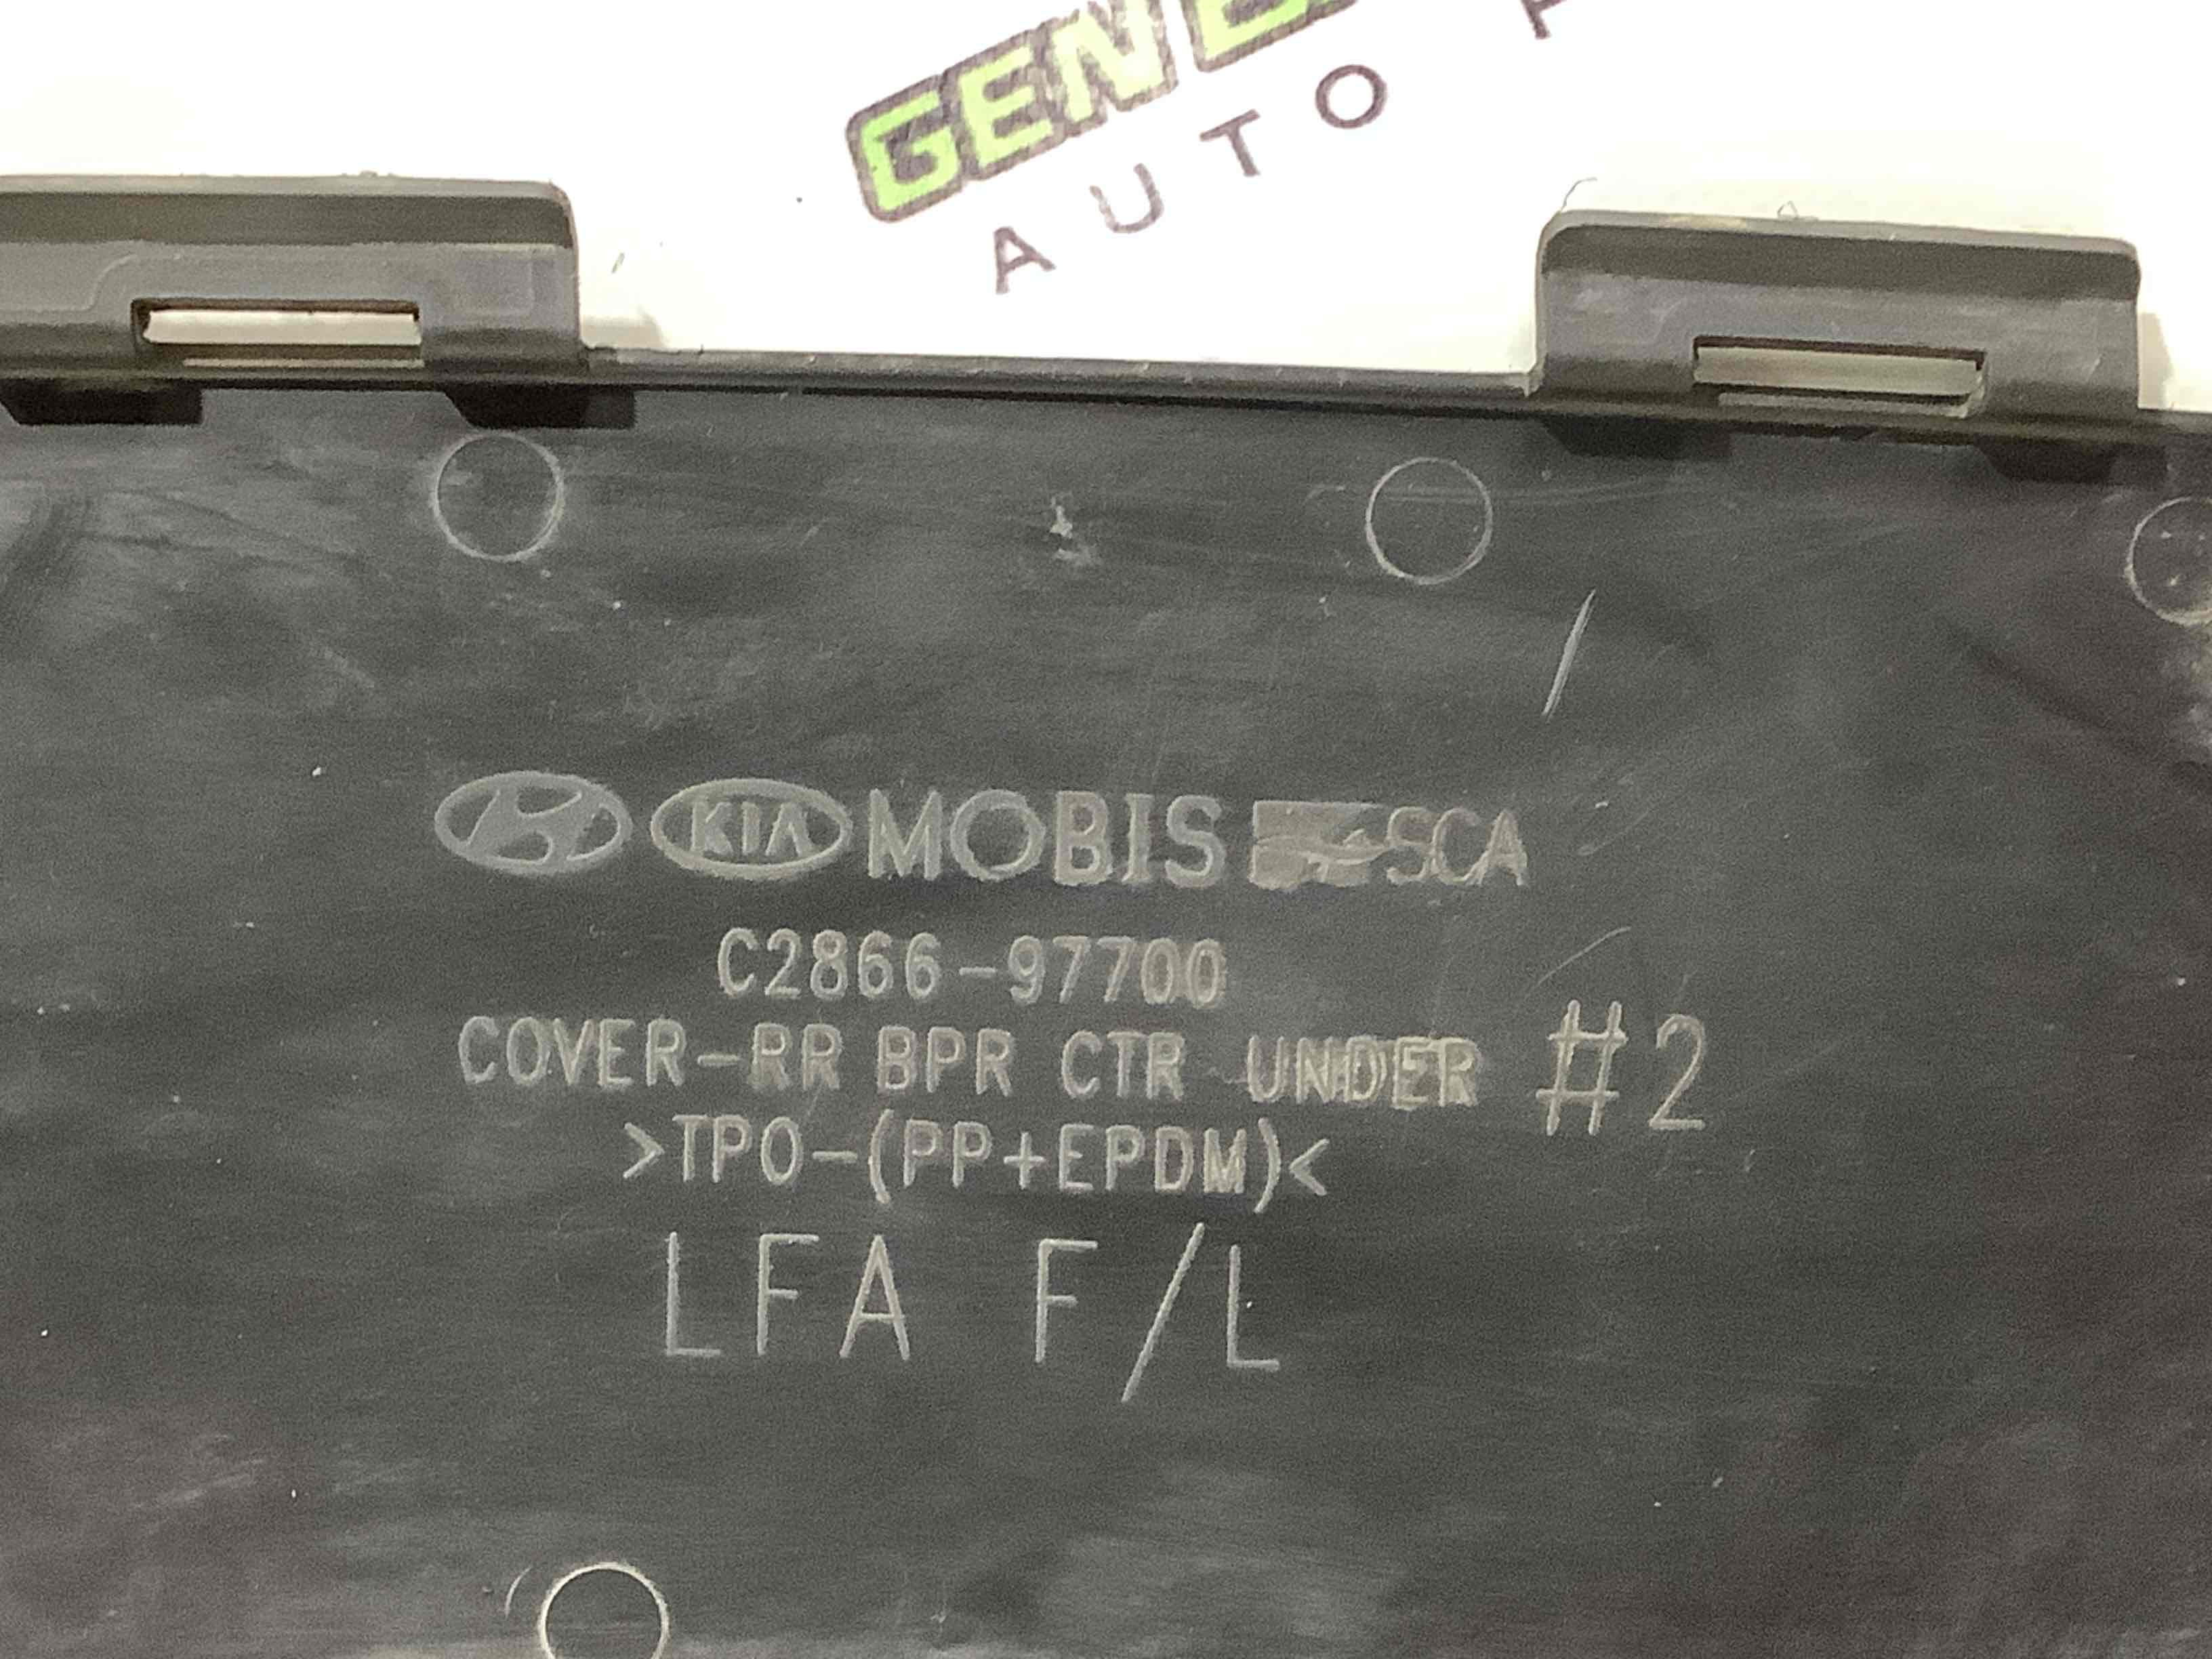 AUTO
KIA MOBIS SCA
C2866-97700
COVER-RR BPR CTR UNDER #2
>TPO-(PP+EPDM)<
LFA F/L